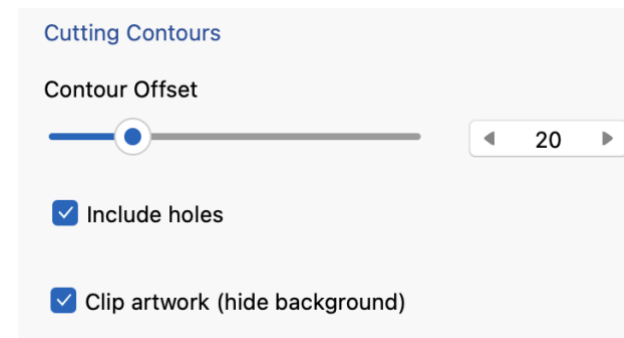 Cutting Contours
Contour Offset
20
Include holes
Clip artwork (hide background)